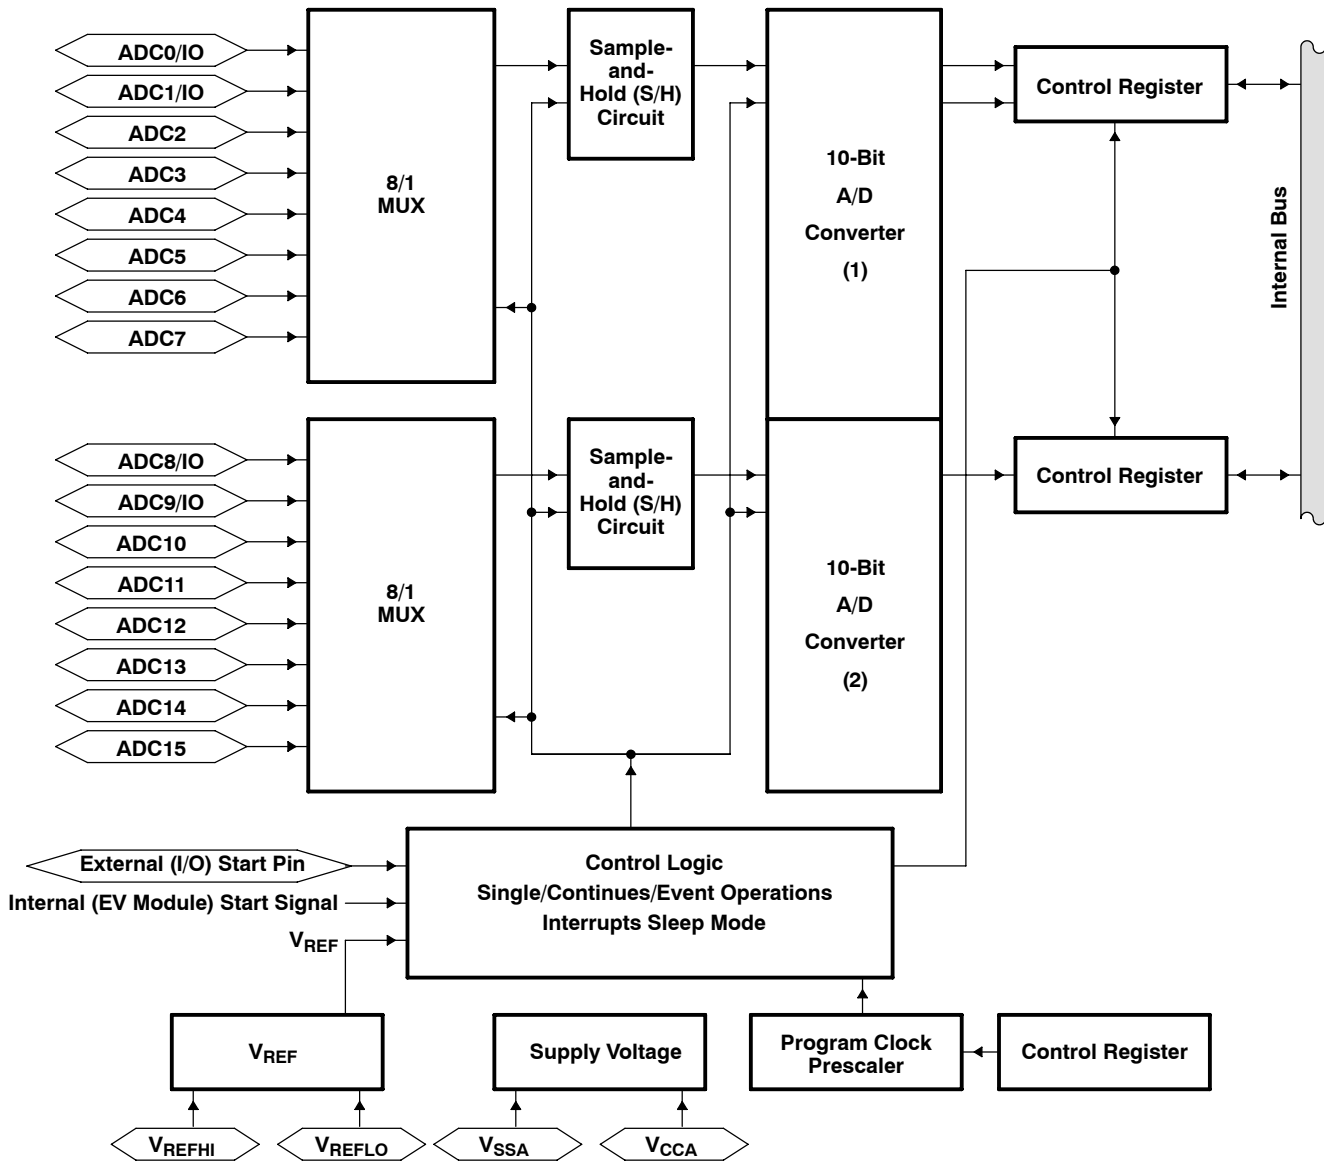 ADC0/IO
ADC1/IO
ADC2
ADC3
ADC4
ADC5
ADC6
ADC7
8/1
MUX
Sample-
and-
Hold (S/H)
Circuit
10-Bit
A/D
Converter
(1)
Control Register
Internal Bus
ADC8/IO
ADC9/IO
ADC10
ADC11
ADC12
ADC13
ADC14
ADC15
8/1
MUX
Sample-
and-
Hold (S/H)
Circuit
10-Bit
A/D
Converter
(2)
Control Register
External (I/O) Start Pin
Internal (EV Module) Start Signal
VREF
Control Logic
Single/Continues/Event Operations
Interrupts Sleep Mode
VREF
Supply Voltage
Program Clock
Prescaler
Control Register
VREFHI
VREFLO
VSSA
VCCA